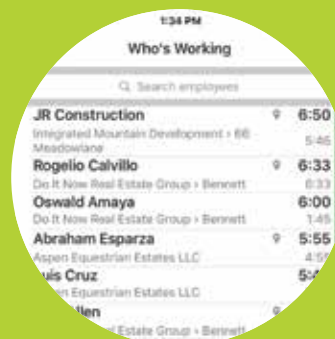 1:34 PM
Who's Working
Search employees
JR Construction 6:50
Integrated Mountain Development › 66 Meadowlane 5:46
Rogelio Calvillo 6:33
Do It Now Real Estate Group › Bennett 6:33
Oswald Amaya 6:00
Do It Now Real Estate Group › Bennett 1:45
Abraham Esparza 5:55
Aspen Equestrian Estates LLC 4:55
Luis Cruz
Aspen Equestrian Estates LLC
Real Estate Group › Bennett